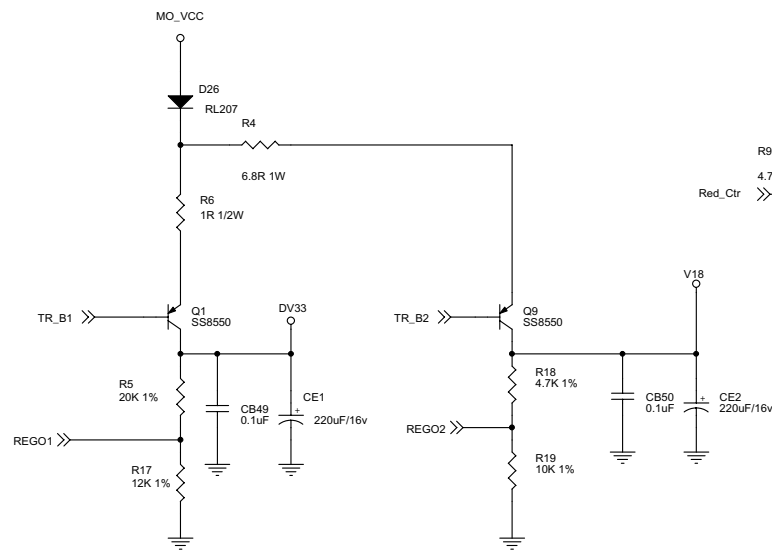 MO_VCC
D26
RL207
R4
6.8R 1W
R9
4.7
Red_Ctr
R6
1R 1/2W
TR_B1
Q1
SS8550
DV33
TR_B2
Q9
SS8550
V18
R5
20K 1%
CB49
0.1uF
CE1
+
220uF/16v
R18
4.7K 1%
CB50
0.1uF
CE2
+
220uF/16v
REGO1
REGO2
R17
12K 1%
R19
10K 1%